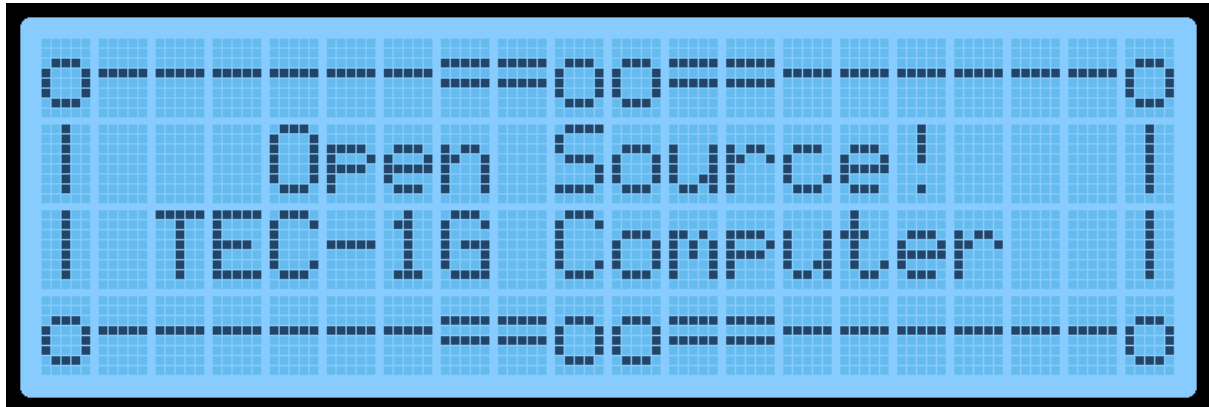 o------==oo==------o
|   Open Source!   |
| TEC-1G Computer  |
o------==oo==------o